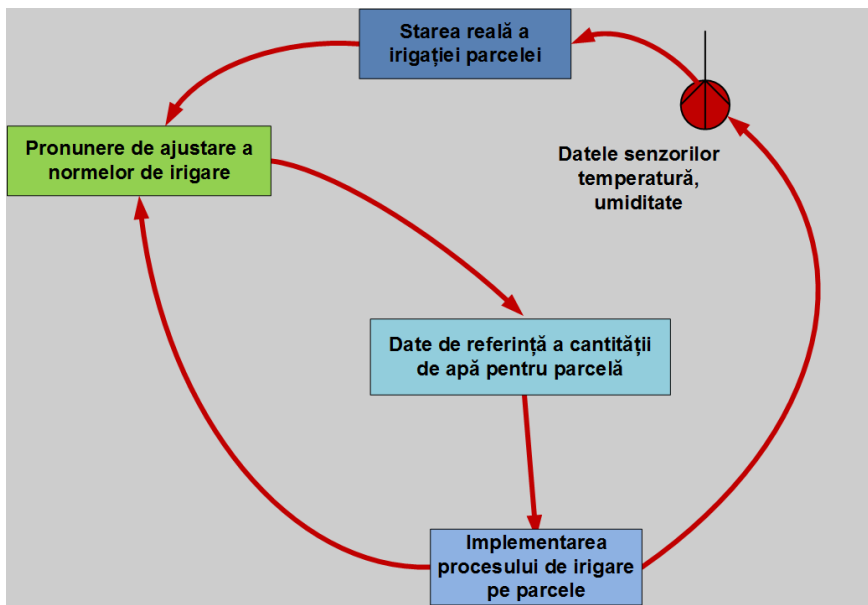 Starea reală a
irigației parcelei
Pronunere de ajustare a
normelor de irigare
Datele senzorilor
temperatură,
umiditate
Date de referință a cantității
de apă pentru parcelă
Implementarea
procesului de irigare
pe parcele